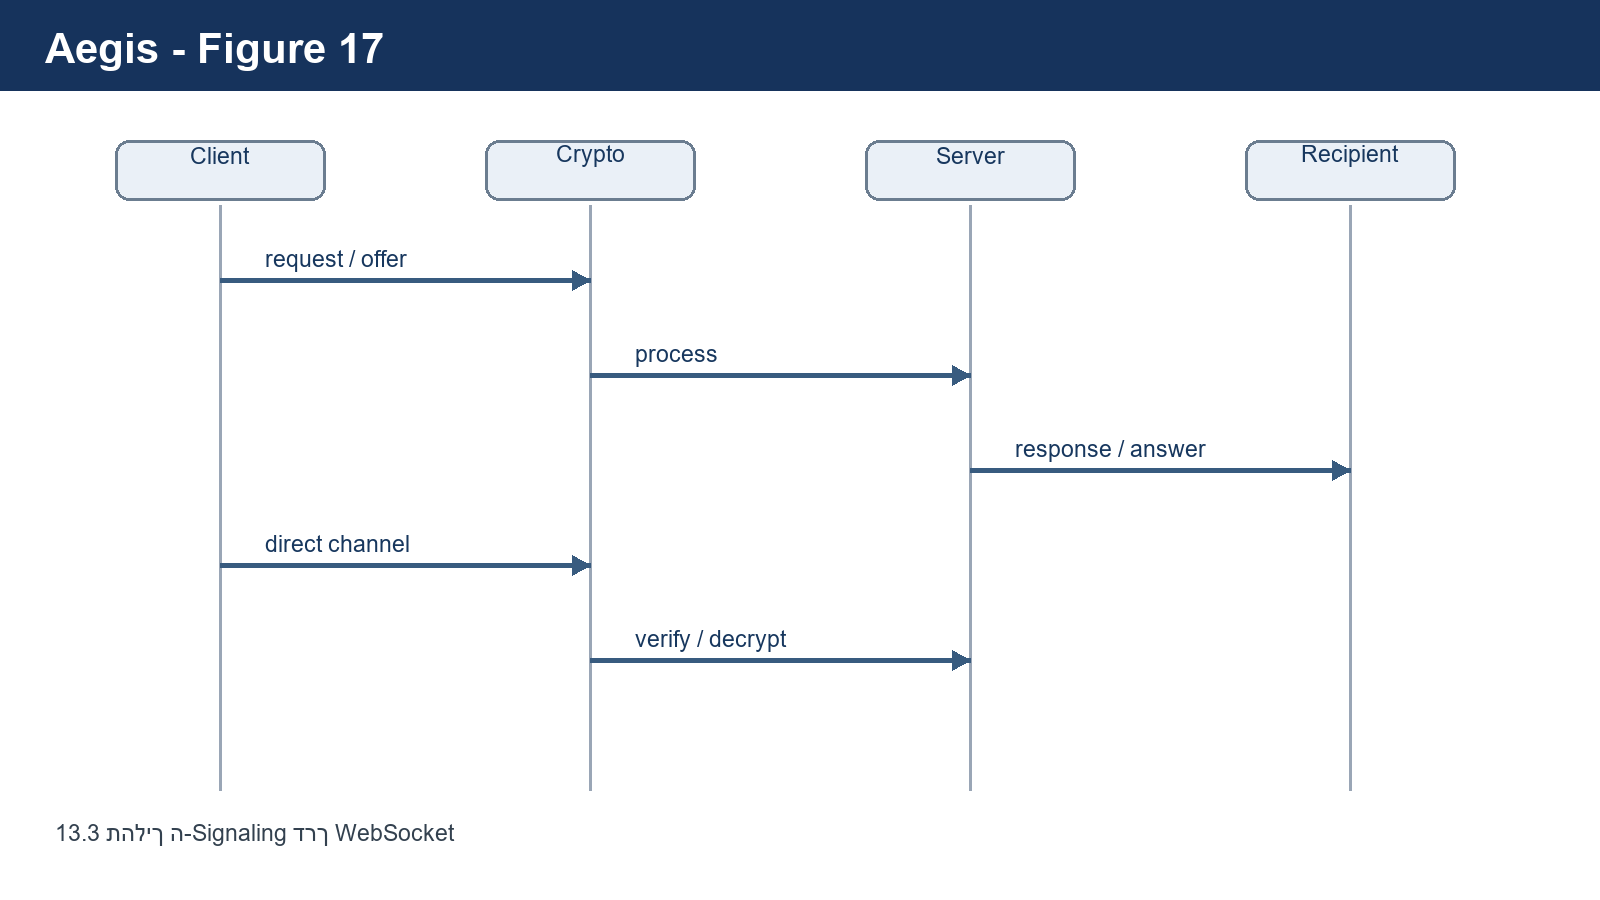 Aegis - Figure 17
Client
Crypto
Server
Recipient
request / offer
process
response / answer
direct channel
verify / decrypt
13.3 תהליך ה-Signaling דרך WebSocket